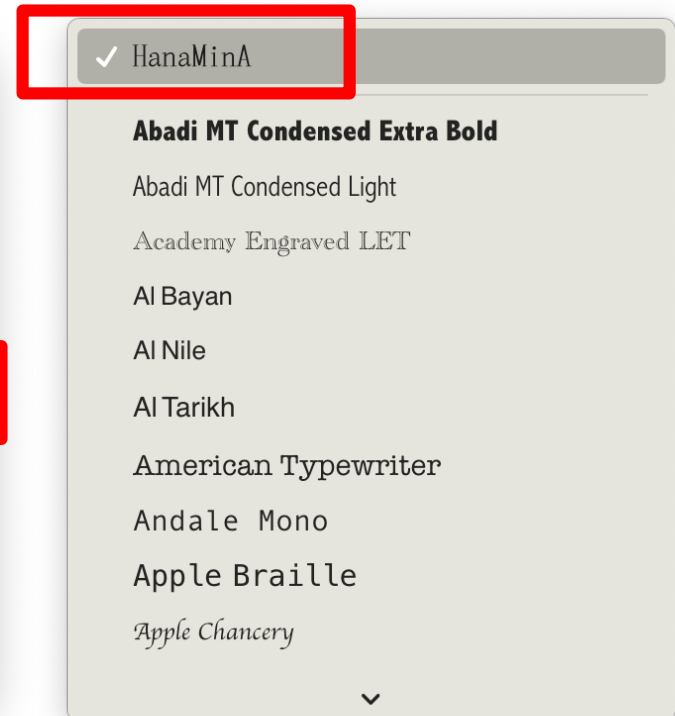 HanaMinA
Abadi MT Condensed Extra Bold
Abadi MT Condensed Light
Academy Engraved LET
Al Bayan
Al Nile
Al Tarikh
American Typewriter
Andale Mono
Apple Braille
Apple Chancery